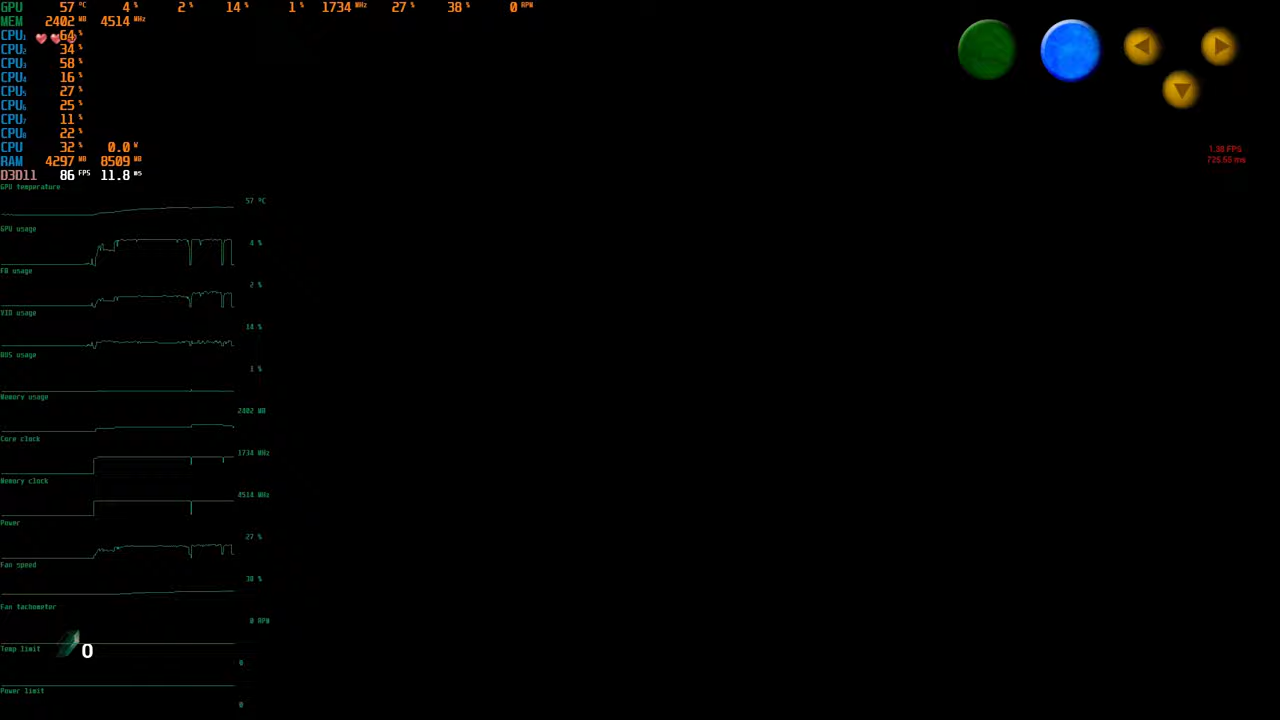 GPU 57 °C 4 % 2 % 14 % 1 % 1734 MHz 27 % 38 % 0 RPM
MEM 2402 MB 4514 MHz
CPU1 64 %
CPU2 34 %
CPU3 58 %
CPU4 16 %
CPU5 27 %
CPU6 25 %
CPU7 11 %
CPU8 22 %
CPU 32 % 0.0 W
RAM 4297 MB 8509 MB
D3D11 86 FPS 11.8 ms
1.38 FPS
725.55 ms
GPU temperature
57 °C
GPU usage
4 %
FB usage
2 %
VID usage
14 %
BUS usage
1 %
Memory usage
2402 MB
Core clock
1734 MHz
Memory clock
4514 MHz
Power
27 %
Fan speed
38 %
Fan tachometer
0 RPM
Temp limit
0
0
Power limit
0